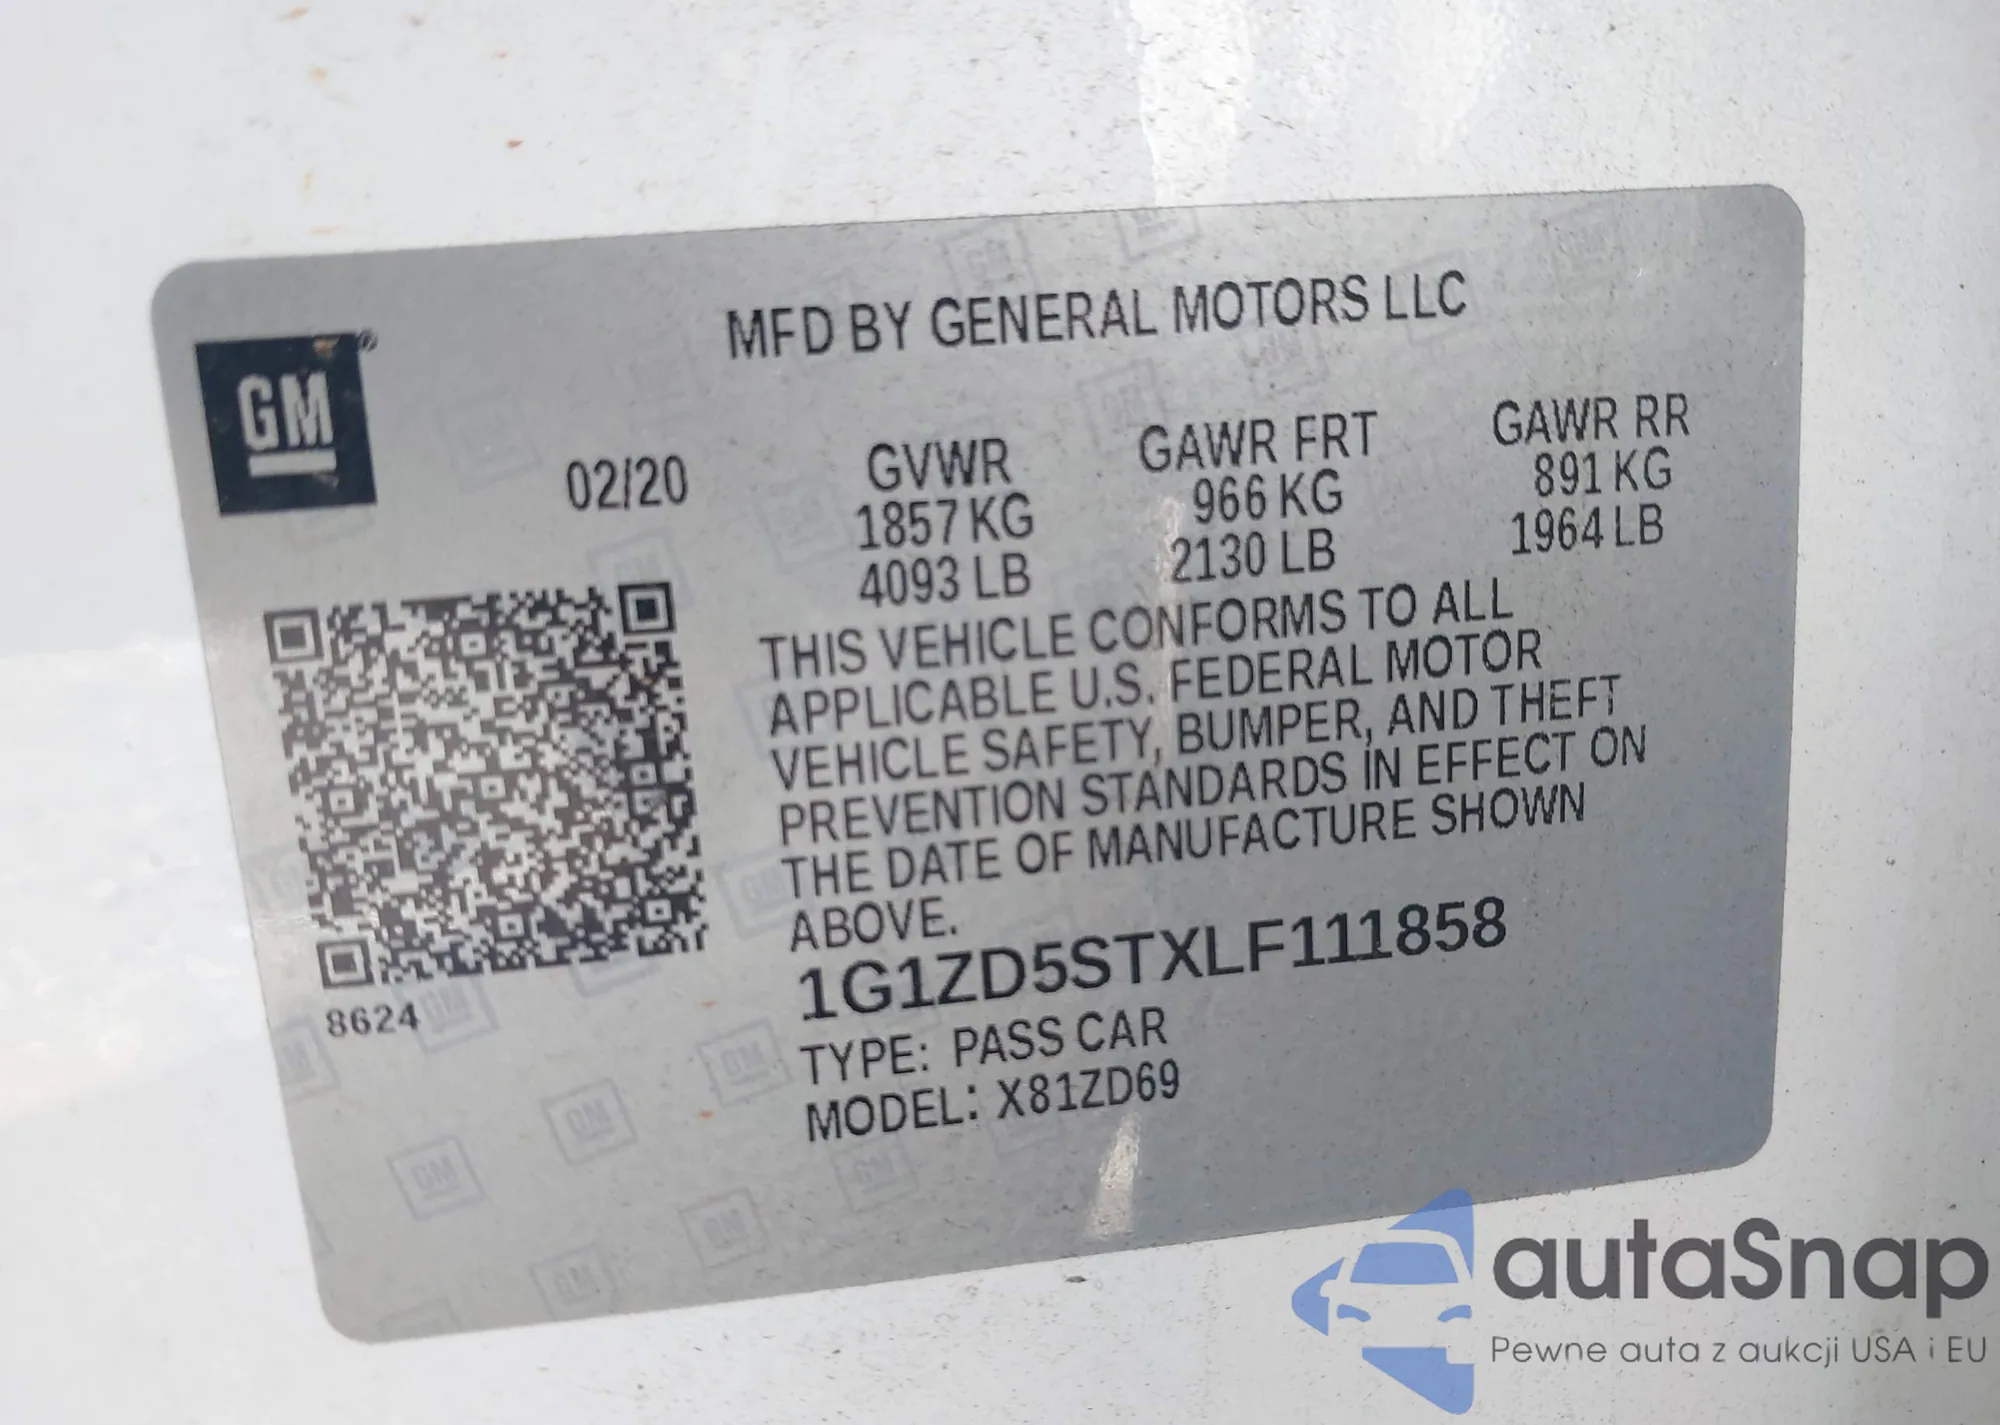 MFD BY GENERAL MOTORS LLC
GM
02/20
GVWR
1857 KG
4093 LB
GAWR FRT
966 KG
2130 LB
GAWR RR
891 KG
1964 LB
THIS VEHICLE CONFORMS TO ALL
APPLICABLE U.S. FEDERAL MOTOR
VEHICLE SAFETY, BUMPER, AND THEFT
PREVENTION STANDARDS IN EFFECT ON
THE DATE OF MANUFACTURE SHOWN
ABOVE.
1G1ZD5STXLF111858
8624
TYPE: PASS CAR
MODEL: X81ZD69
autaSnap
Pewne auta z aukcji USA i EU